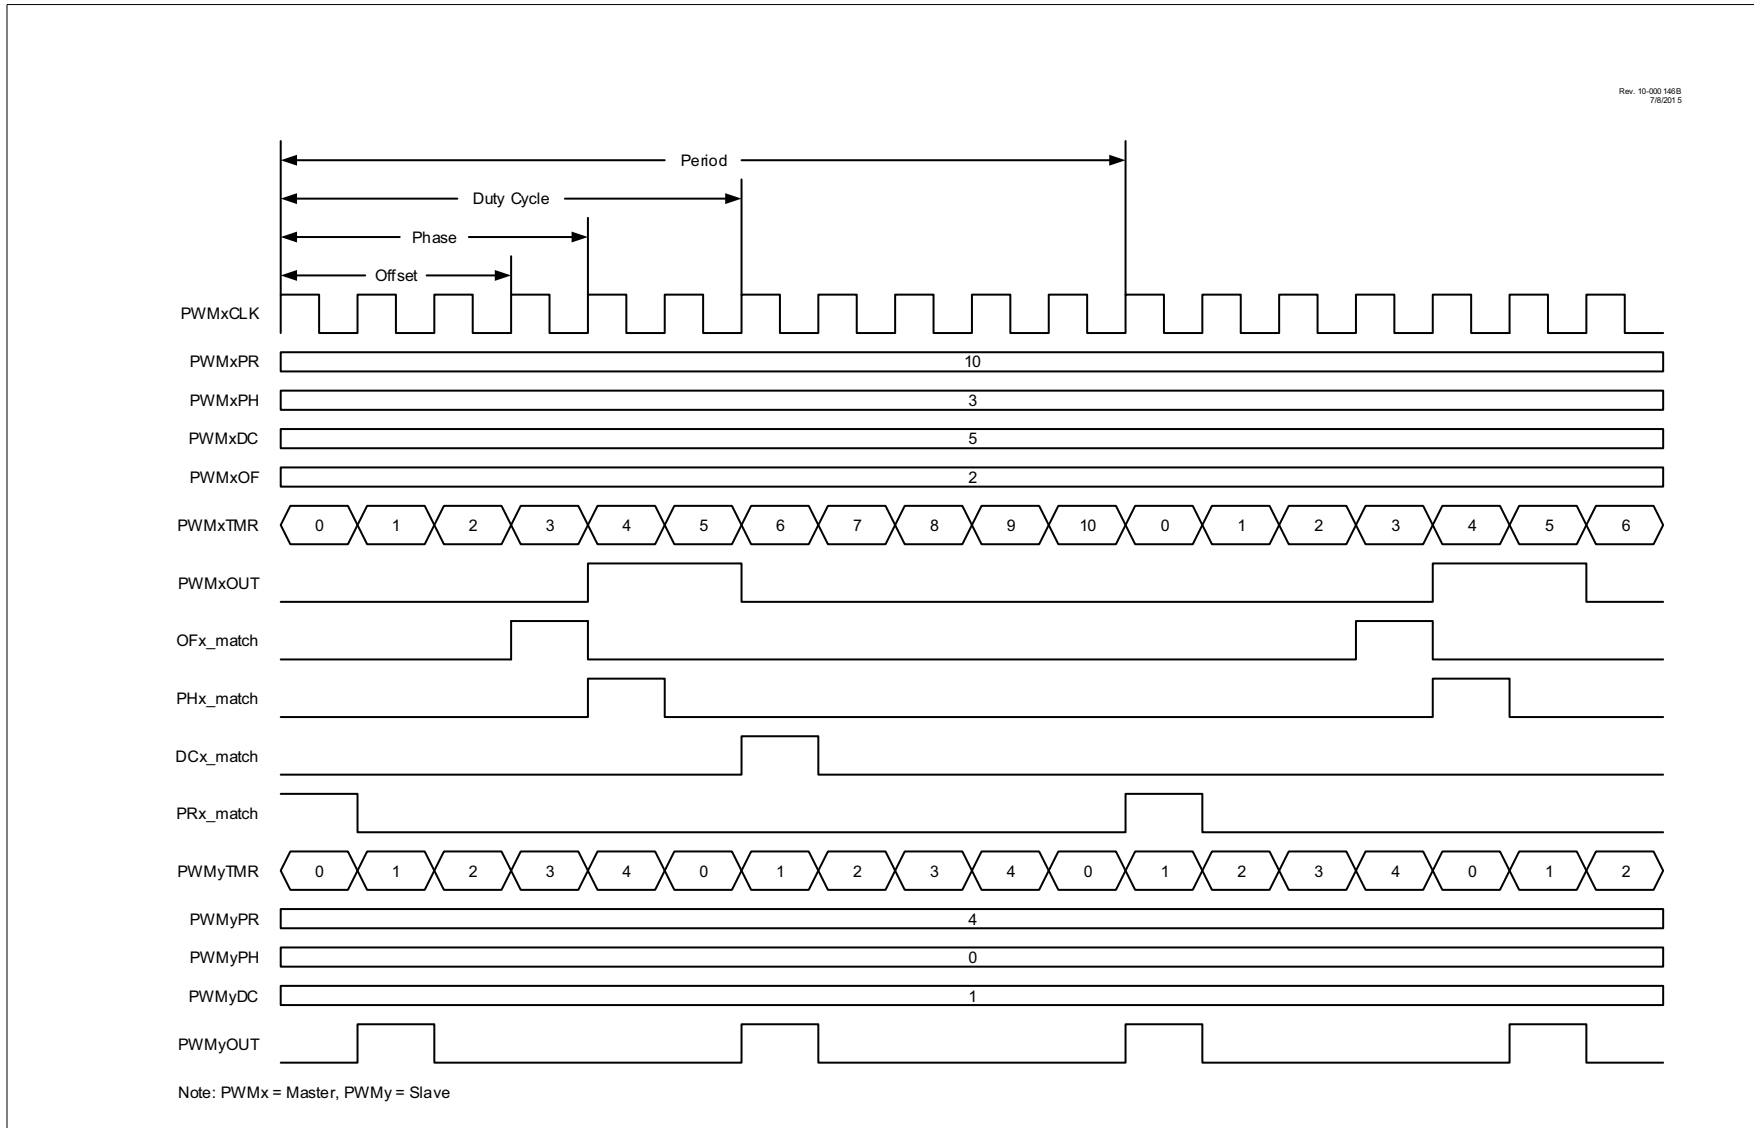 Rev. 10-000 146B
7/8/2015
Period
Duty Cycle
Phase
Offset
PWMxCLK
PWMxPR 10
PWMxPH 3
PWMxDC 5
PWMxOF 2
PWMxTMR 0 1 2 3 4 5 6 7 8 9 10 0 1 2 3 4 5 6
PWMxOUT
OFx_match
PHx_match
DCx_match
PRx_match
PWMyTMR 0 1 2 3 4 0 1 2 3 4 0 1 2 3 4 0 1 2
PWMyPR 4
PWMyPH 0
PWMyDC 1
PWMyOUT
Note: PWMx = Master, PWMy = Slave